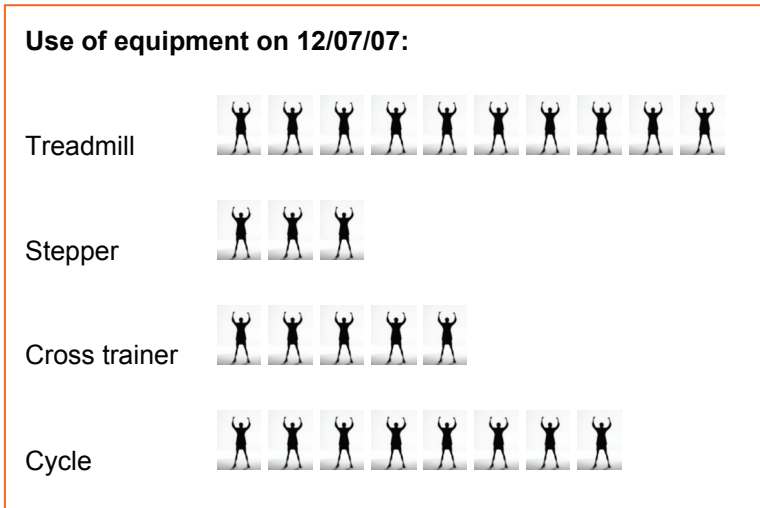 Use of equipment on 12/07/07:
Treadmill
Stepper
Cross trainer
Cycle